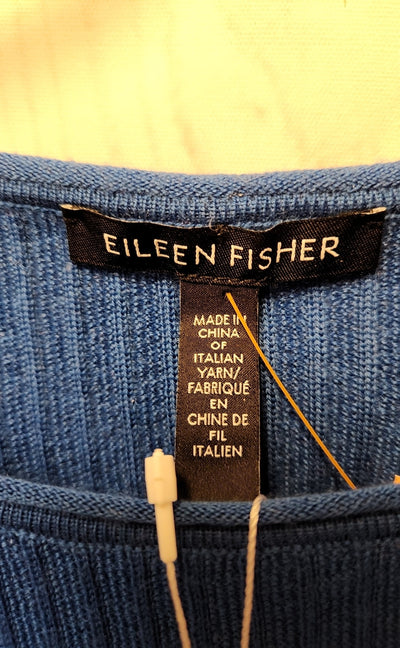 EILEEN FISHER
MADE IN
CHINA
OF
ITALIAN
YARN/
FABRIQUÉ
EN
CHINE DE
FIL
ITALIEN